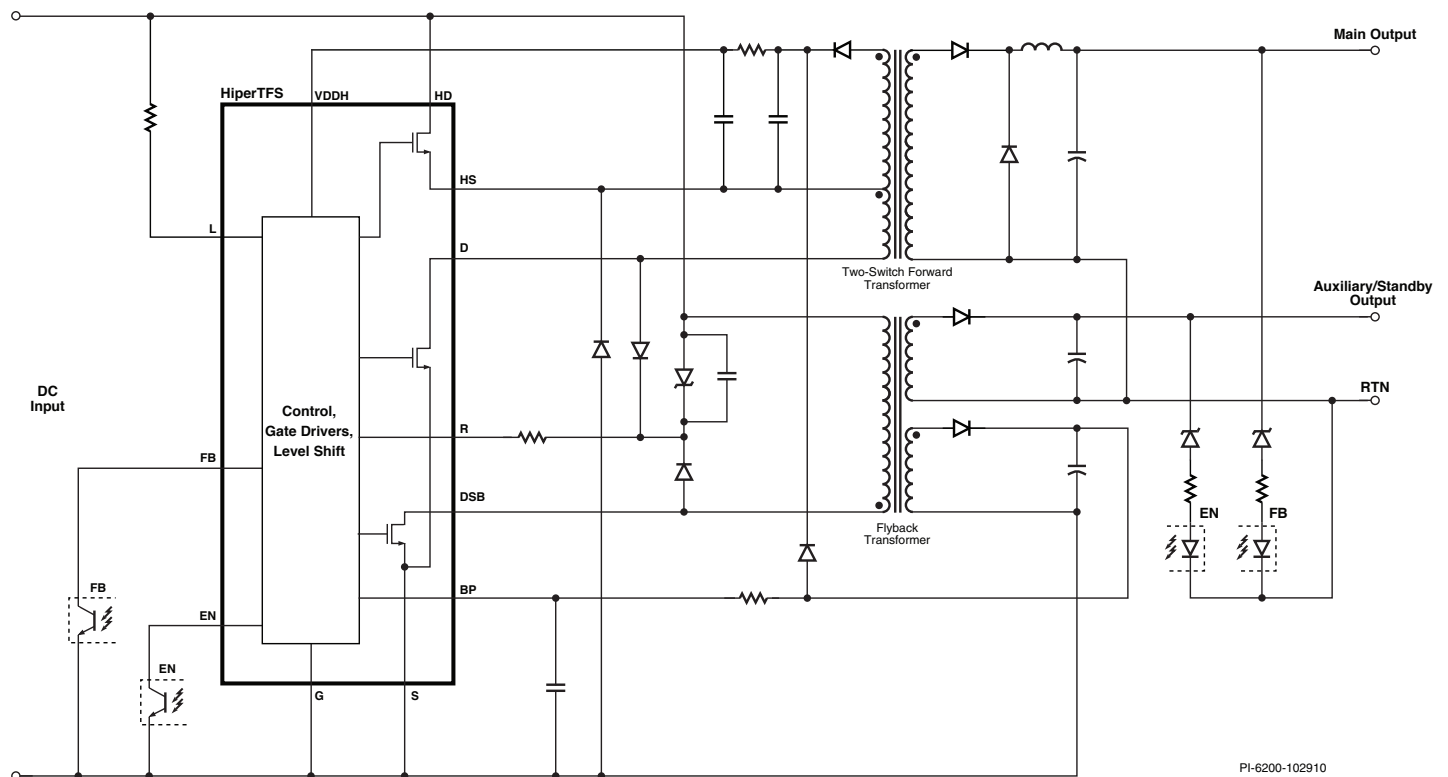 Main Output
HiperTFS
VDDH
HD
HS
L
D
Two-Switch Forward
Transformer
Auxiliary/Standby
Output
DC
Input
RTN
Control,
Gate Drivers,
Level Shift
R
FB
DSB
EN
FB
Flyback
Transformer
FB
BP
EN
EN
G
S
PI-6200-102910